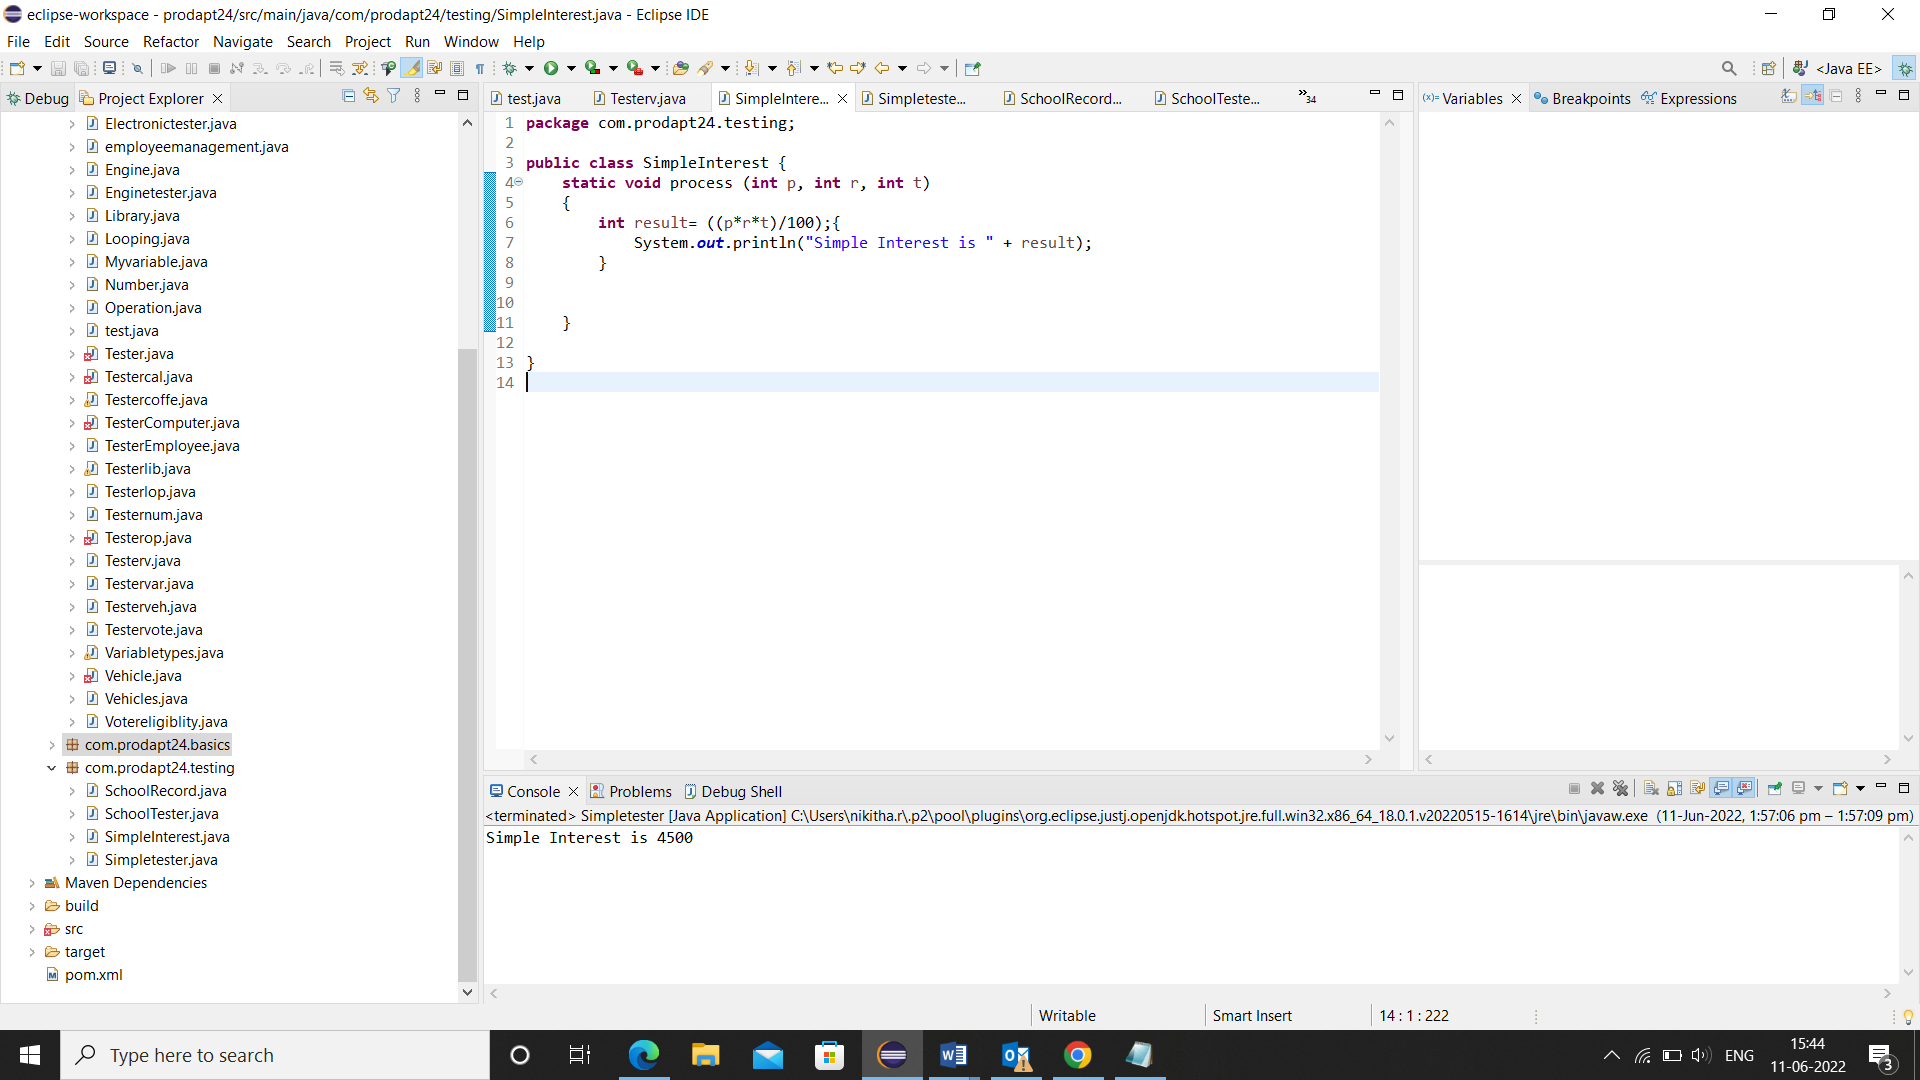 eclipse-workspace - prodapt24/src/main/java/com/prodapt24/testing/SimpleInterest.java - Eclipse IDE
File Edit Source Refactor Navigate Search Project Run Window Help
<Java EE>
Debug Project Explorer
test.java Testerv.java SimpleIntere... Simpleteste... SchoolRecord... SchoolTeste... »34
Variables Breakpoints Expressions
Electronictester.java
employeemanagement.java
Engine.java
Enginetester.java
Library.java
Looping.java
Myvariable.java
Number.java
Operation.java
test.java
Tester.java
Testercal.java
Testercoffe.java
TesterComputer.java
TesterEmployee.java
Testerlib.java
Testerlop.java
Testernum.java
Testerop.java
Testerv.java
Testervar.java
Testerveh.java
Testervote.java
Variabletypes.java
Vehicle.java
Vehicles.java
Votereligiblity.java
com.prodapt24.basics
com.prodapt24.testing
SchoolRecord.java
SchoolTester.java
SimpleInterest.java
Simpletester.java
Maven Dependencies
build
src
target
pom.xml
1 package com.prodapt24.testing;
2
3 public class SimpleInterest {
4 static void process (int p, int r, int t)
5 {
6 int result= ((p*r*t)/100);{
7 System.out.println("Simple Interest is " + result);
8 }
9
10
11 }
12
13 }
14
Console Problems Debug Shell
<terminated> Simpletester [Java Application] C:\Users\nikitha.r\.p2\pool\plugins\org.eclipse.justj.openjdk.hotspot.jre.full.win32.x86_64_18.0.1.v20220515-1614\jre\bin\javaw.exe (11-Jun-2022, 1:57:06 pm – 1:57:09 pm)
Simple Interest is 4500
Writable Smart Insert 14 : 1 : 222
Type here to search
ENG
15:44
11-06-2022
3